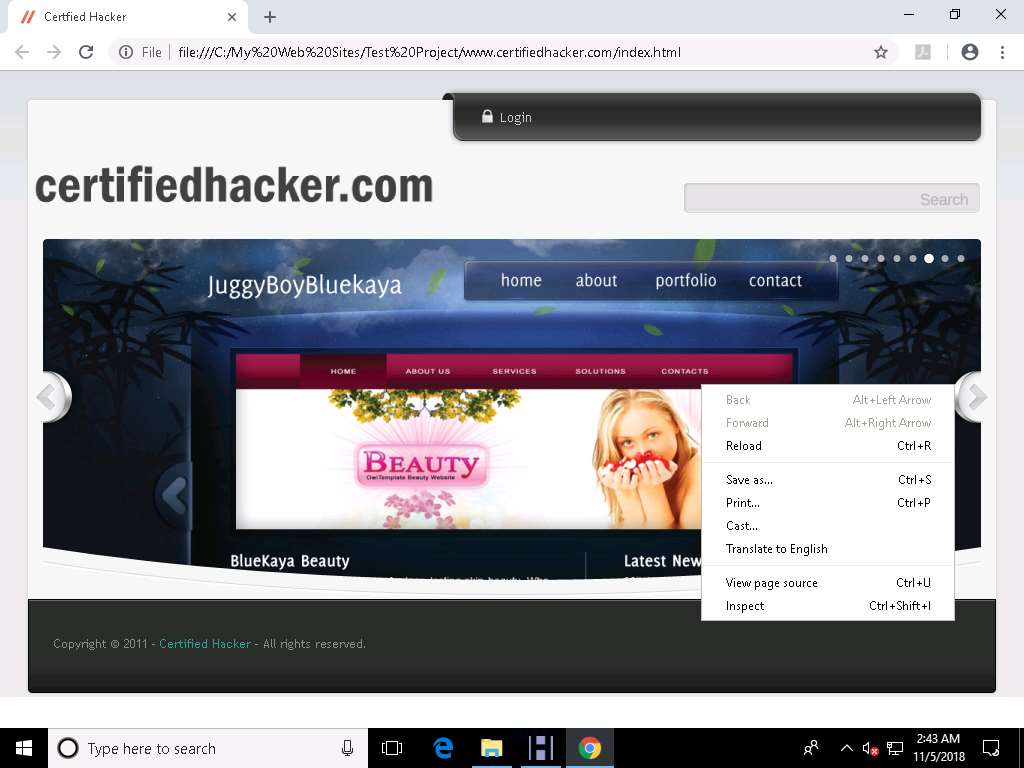 Certfied Hacker
File | file:///C:/My%20Web%20Sites/Test%20Project/www.certifiedhacker.com/index.html
Login
certifiedhacker.com
Search
JuggyBoyBluekaya
home about portfolio contact
HOME ABOUT US SERVICES SOLUTIONS CONTACTS
BEAUTY
OwlTemplate Beauty Website
BlueKaya Beauty
Latest New
Back Alt+Left Arrow
Forward Alt+Right Arrow
Reload Ctrl+R
Save as... Ctrl+S
Print... Ctrl+P
Cast...
Translate to English
View page source Ctrl+U
Inspect Ctrl+Shift+I
Copyright © 2011 - Certified Hacker - All rights reserved.
Type here to search
2:43 AM
11/5/2018